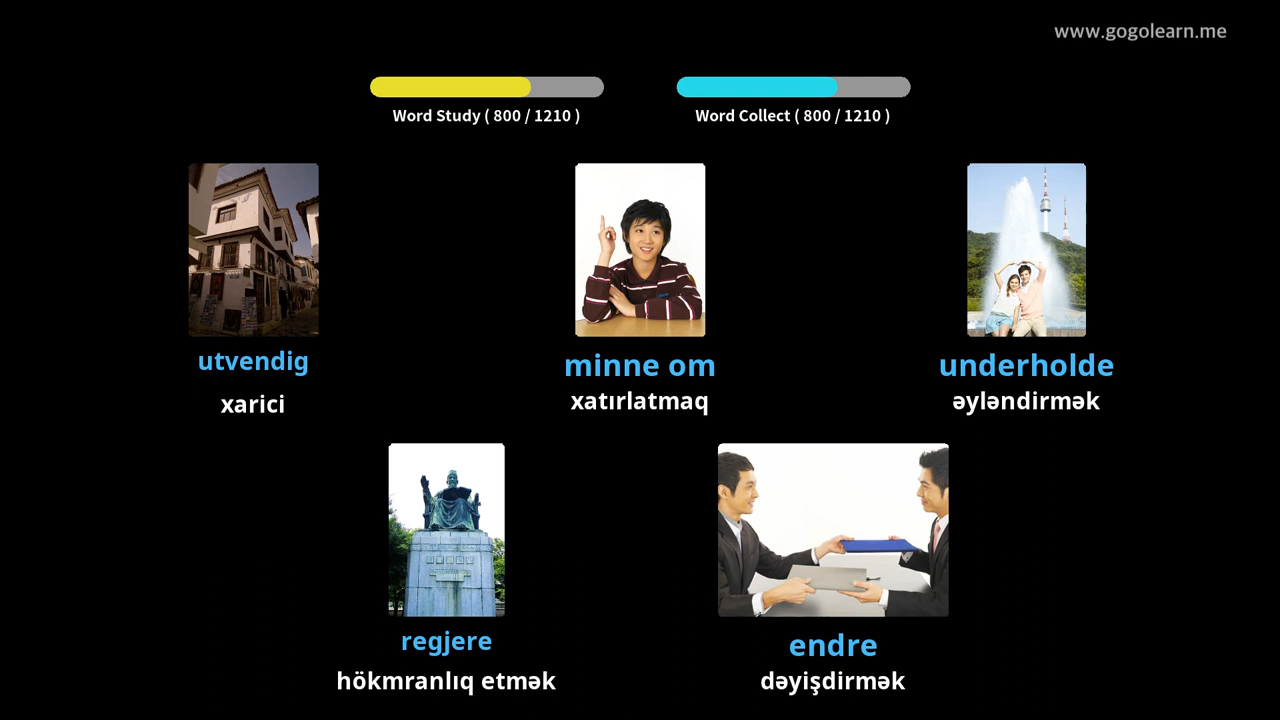 www.gogolearn.me
Word Study ( 800 / 1210 )
Word Collect ( 800 / 1210 )
utvendig
xarici
minne om
xatırlatmaq
underholde
əyləndirmək
regjere
hökmranlıq etmək
endre
dəyişdirmək